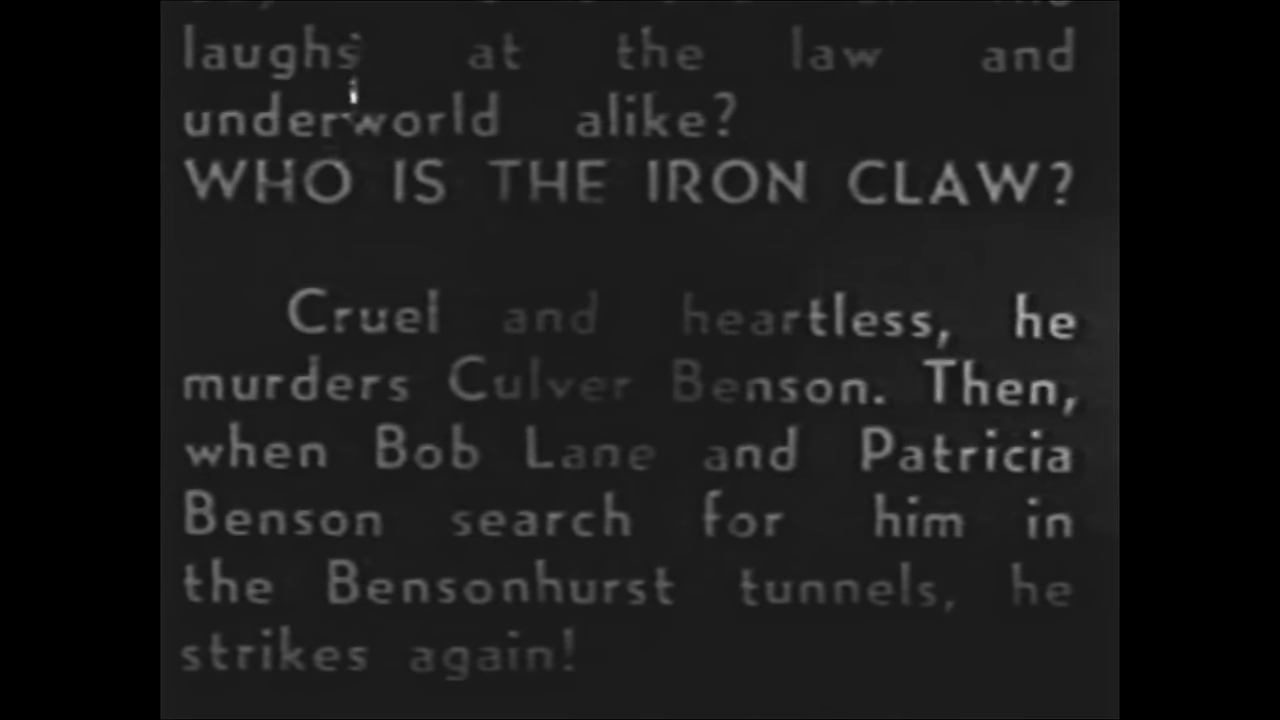 laughs at the law and
underworld alike?
WHO IS THE IRON CLAW?
Cruel and heartless, he
murders Culver Benson. Then,
when Bob Lane and Patricia
Benson search for him in
the Bensonhurst tunnels, he
strikes again!